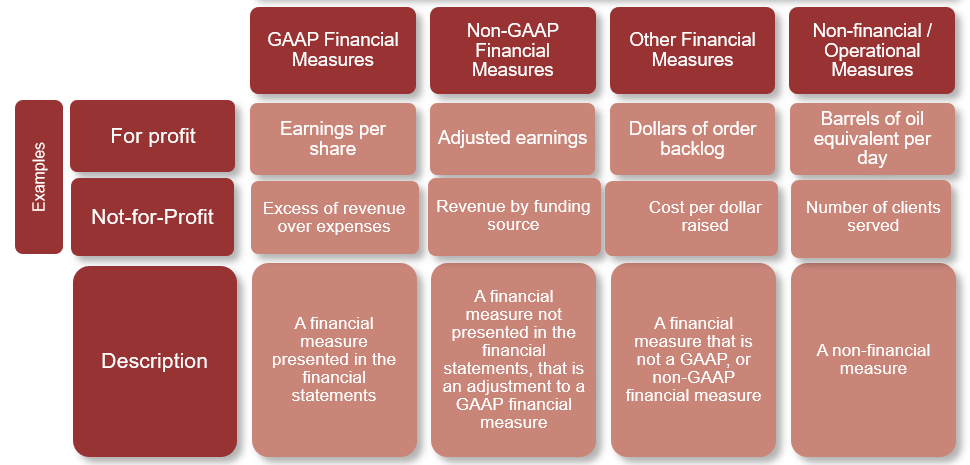 GAAP Financial
Measures
Non-GAAP
Financial
Measures
Other Financial
Measures
Non-financial /
Operational
Measures
Examples
For profit
Earnings per
share
Adjusted earnings
Dollars of order
backlog
Barrels of oil
equivalent per
day
Not-for-Profit
Excess of revenue
over expenses
Revenue by funding
source
Cost per dollar
raised
Number of clients
served
Description
A financial
measure
presented in the
financial
statements
A financial
measure not
presented in the
financial
statements, that is
an adjustment to a
GAAP financial
measure
A financial
measure that is
not a GAAP, or
non-GAAP
financial measure
A non-financial
measure